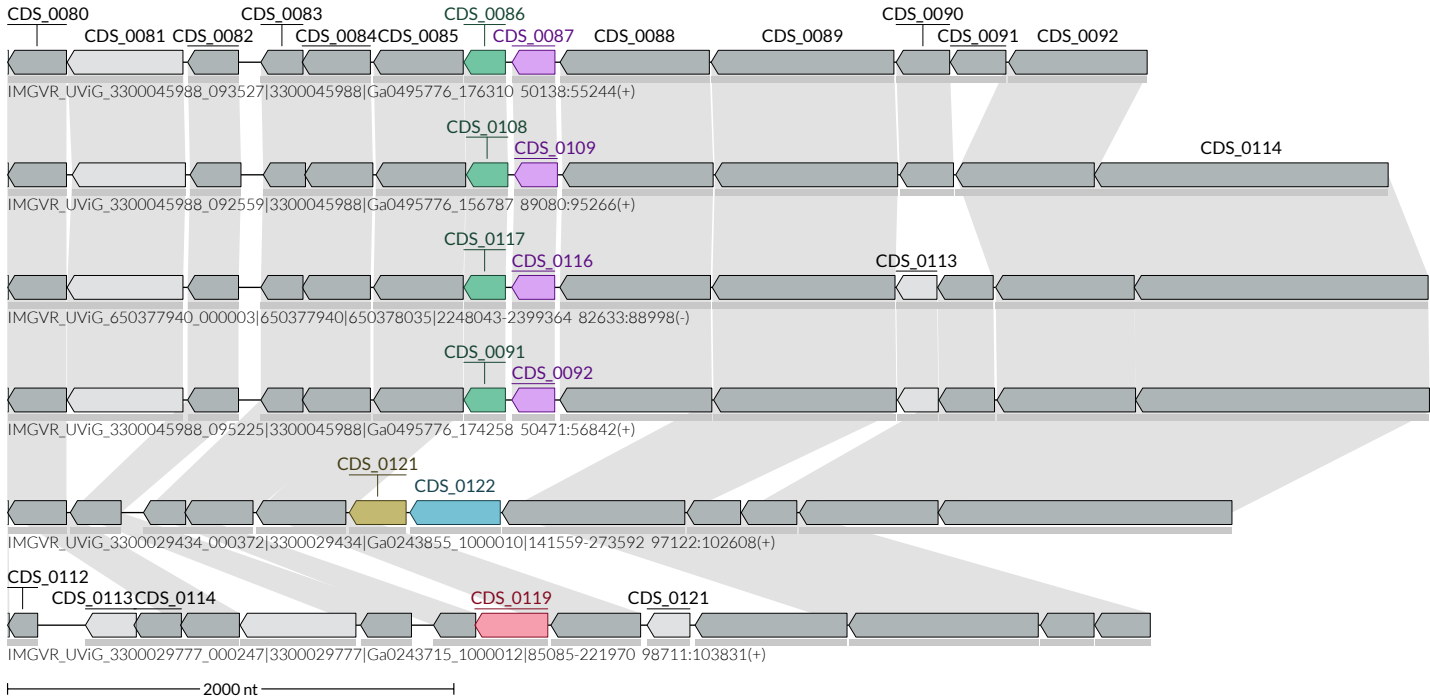 CDS_0080 CDS_0083 CDS_0086 CDS_0090
CDS_0081 CDS_0082 CDS_0084 CDS_0085 CDS_0087 CDS_0088 CDS_0089 CDS_0091 CDS_0092
IMGVR_UViG_3300045988_093527|3300045988|Ga0495776_176310 50138:55244(+)
CDS_0108
CDS_0109 CDS_0114
IMGVR_UViG_3300045988_092559|3300045988|Ga0495776_156787 89080:95266(+)
CDS_0117
CDS_0116 CDS_0113
IMGVR_UViG_650377940_000003|650377940|650378035|2248043-2399364 82633:88998(-)
CDS_0091
CDS_0092
IMGVR_UViG_3300045988_095225|3300045988|Ga0495776_174258 50471:56842(+)
CDS_0121
CDS_0122
IMGVR_UViG_3300029434_000372|3300029434|Ga0243855_1000010|141559-273592 97122:102608(+)
CDS_0112
CDS_0113 CDS_0114 CDS_0119 CDS_0121
IMGVR_UViG_3300029777_000247|3300029777|Ga0243715_1000012|85085-221970 98711:103831(+)
2000 nt